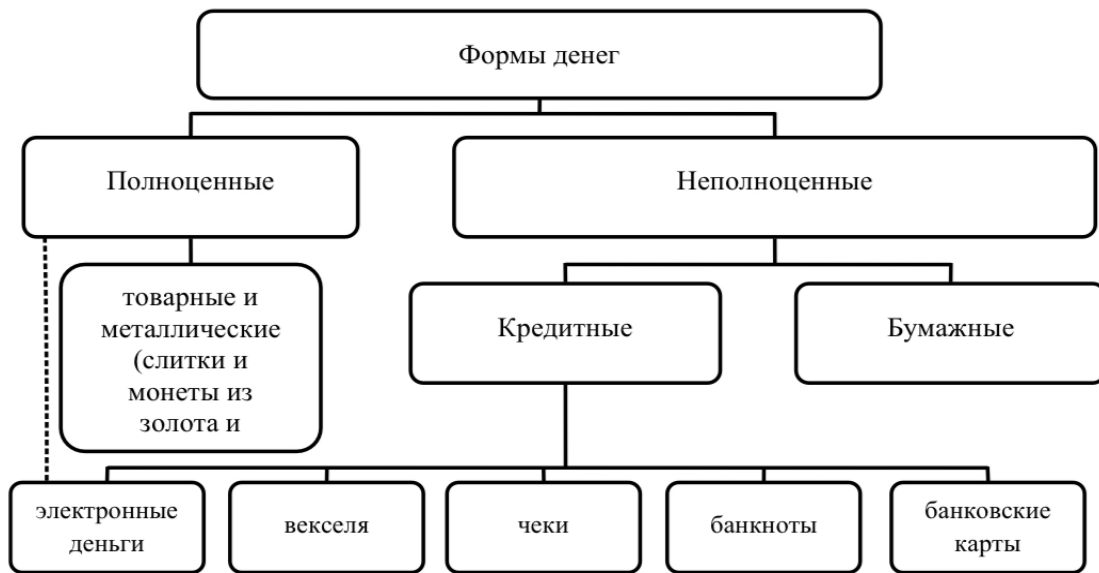 Формы денег
Полноценные
Неполноценные
товарные и
металлические
(слитки и
монеты из
золота и
Кредитные
Бумажные
электронные
деньги
векселя
чеки
банкноты
банковские
карты